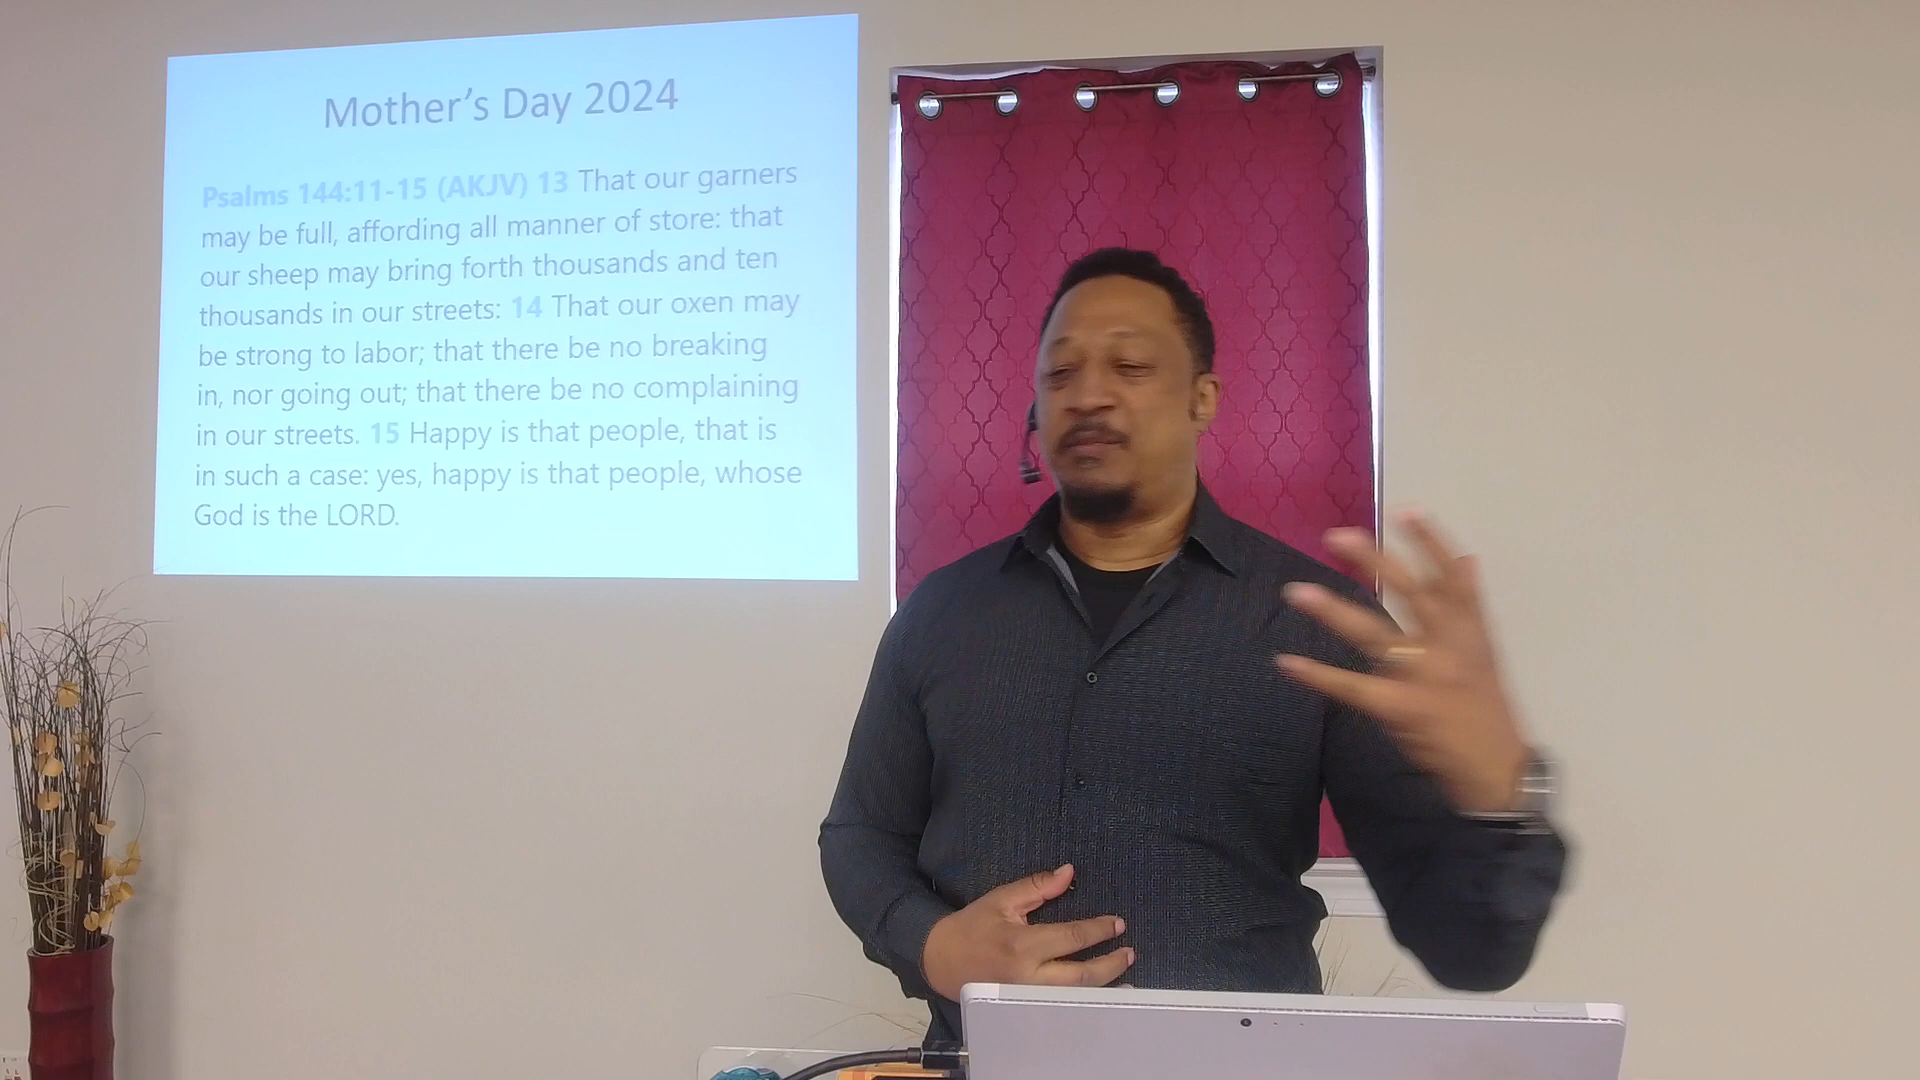 Mother's Day 2024
Psalms 144:11-15 (AKJV) 13 That our garners
may be full, affording all manner of store: that
our sheep may bring forth thousands and ten
thousands in our streets: 14 That our oxen may
be strong to labor; that there be no breaking
in, nor going out; that there be no complaining
in our streets. 15 Happy is that people, that is
in such a case: yes, happy is that people, whose
God is the LORD.